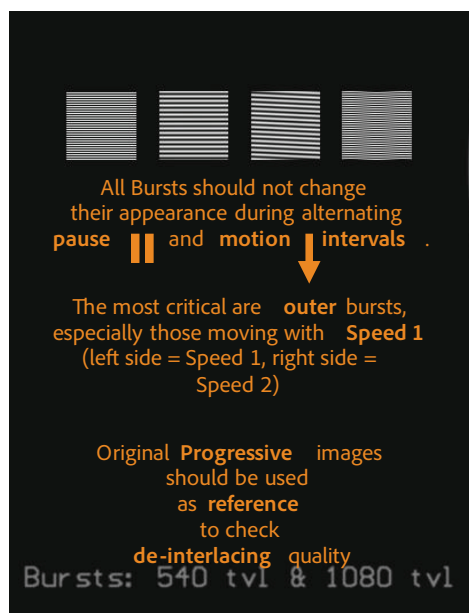 All Bursts should not change
their appearance during alternating
pause and motion intervals .
The most critical are outer bursts,
especially those moving with Speed 1
(left side = Speed 1, right side =
Speed 2)
Original Progressive images
should be used
as reference
to check
de-interlacing quality
Bursts: 540 tvl & 1080 tvl